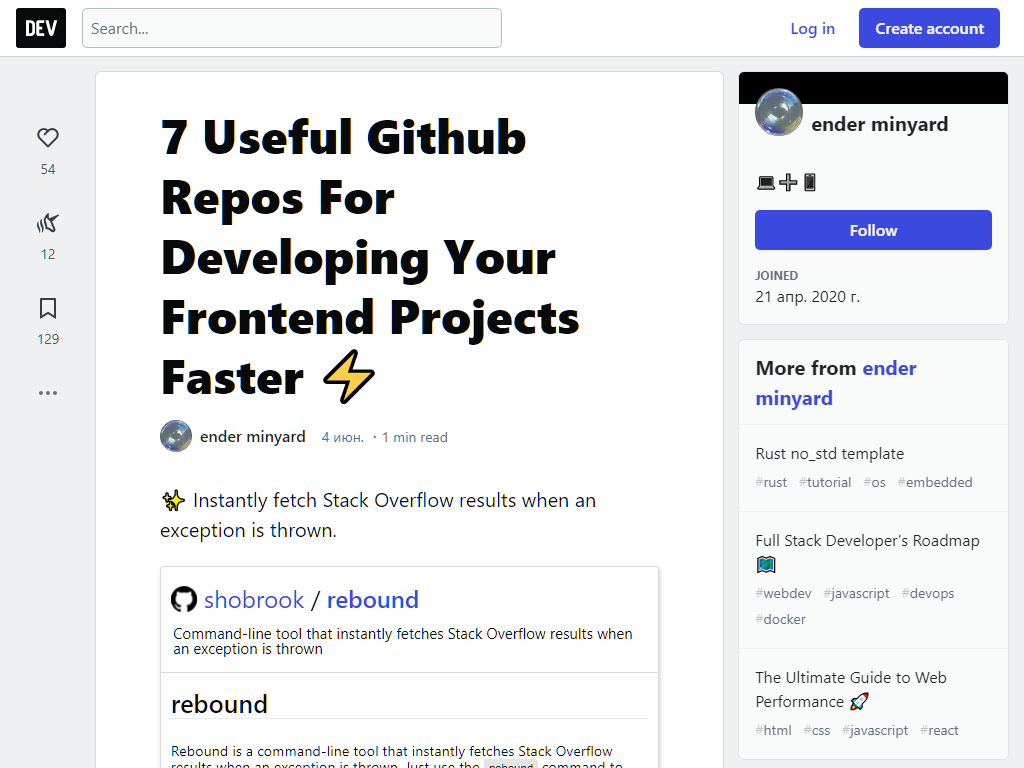 DEV
Search...
Log in
Create account
54
12
129
7 Useful Github
Repos For
Developing Your
Frontend Projects
Faster ⚡
ender minyard 4 июн. · 1 min read
✨ Instantly fetch Stack Overflow results when an
exception is thrown.
shobrook / rebound
Command-line tool that instantly fetches Stack Overflow results when
an exception is thrown
rebound
Rebound is a command-line tool that instantly fetches Stack Overflow
results when an exception is thrown. Just use the rebound command to
ender minyard
💻➕📱
Follow
JOINED
21 апр. 2020 г.
More from ender
minyard
Rust no_std template
#rust #tutorial #os #embedded
Full Stack Developer's Roadmap
🗺️
#webdev #javascript #devops
#docker
The Ultimate Guide to Web
Performance 🚀
#html #css #javascript #react